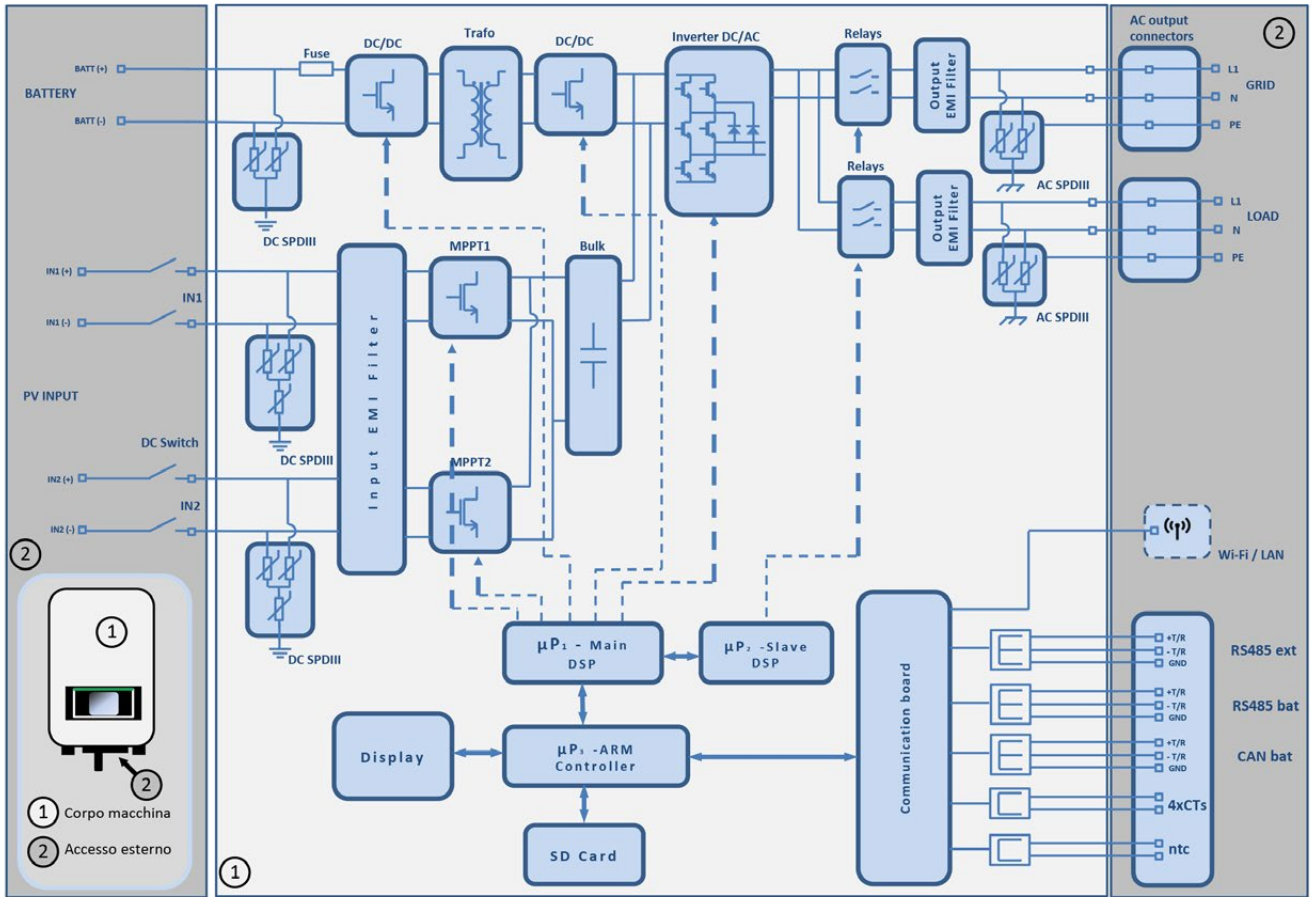 BATTERY
BATT (+)
BATT (-)
Fuse
DC/DC
Trafo
DC/DC
Inverter DC/AC
Relays
Output
EMI Filter
AC output
connectors
2
L1
GRID
N
PE
AC SPDIII
Relays
Output
EMI Filter
L1
LOAD
N
PE
AC SPDIII
DC SPDIII
IN1 (+)
IN1
IN1 (-)
PV INPUT
DC Switch
IN2 (+)
IN2
IN2 (-)
DC SPDIII
DC SPDIII
Input EMI Filter
MPPT1
MPPT2
Bulk
2
1
2
1 Corpo macchina
2 Accesso esterno
1
µP₁ - Main
DSP
µP₂ -Slave
DSP
Display
µP₃ -ARM
Controller
SD Card
Communication board
Wi-Fi / LAN
+T/R
- T/R
GND
RS485 ext
+T/R
- T/R
GND
RS485 bat
+T/R
- T/R
GND
CAN bat
4xCTs
ntc